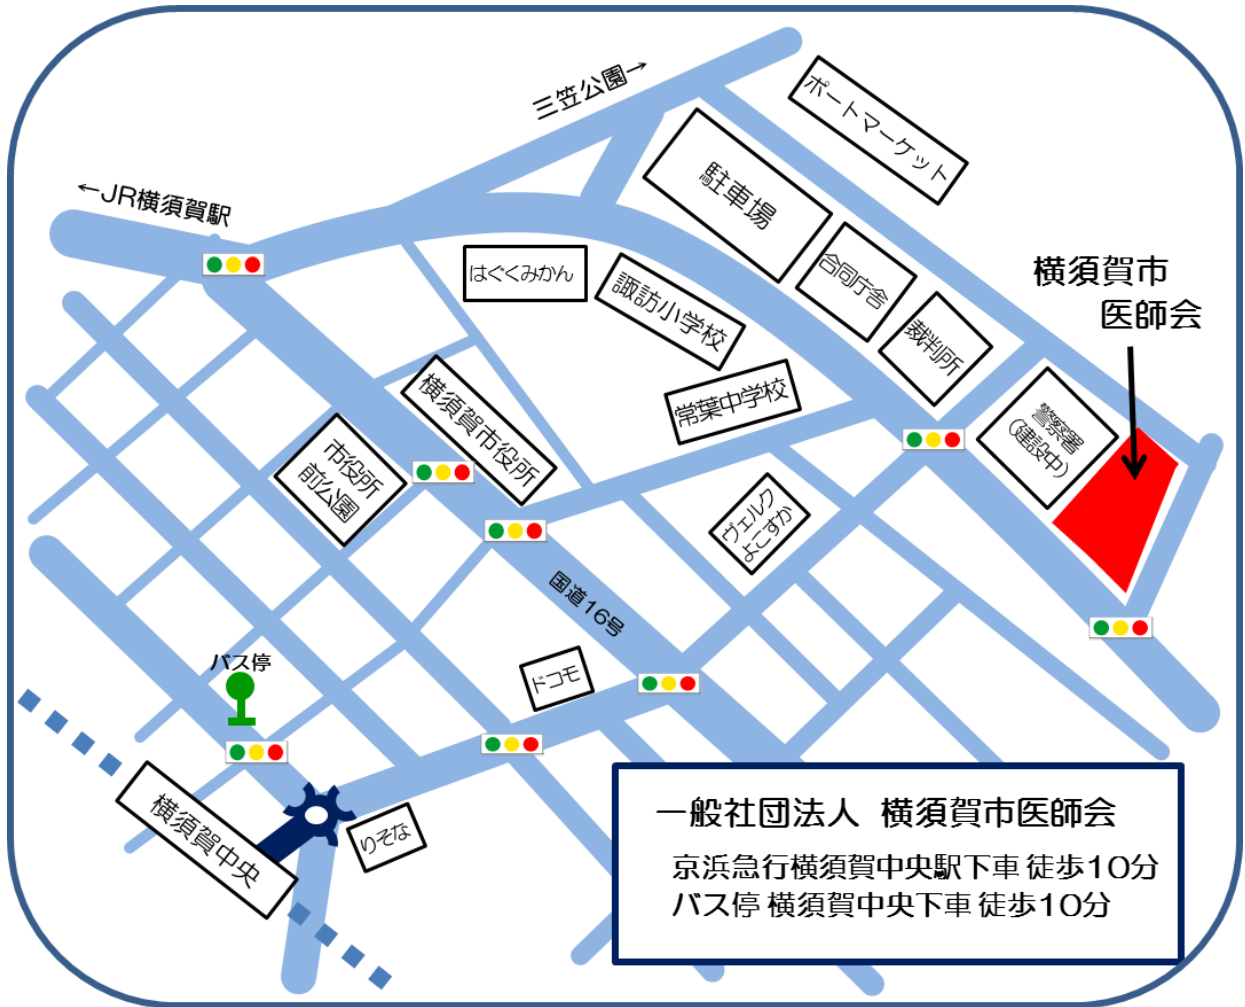 三笠公園→
ポートマーケット
←JR横須賀駅
駐車場
はぐくみかん
諏訪小学校
合同庁舎
裁判所
横須賀市
医師会
横須賀市役所
常葉中学校
警察署
(建設中)
市役所
前公園
ヴェルク
よこすか
国道16号
バス停
ドコモ
横須賀中央
りそな
一般社団法人 横須賀市医師会
京浜急行横須賀中央駅下車 徒歩10分
バス停 横須賀中央下車 徒歩10分